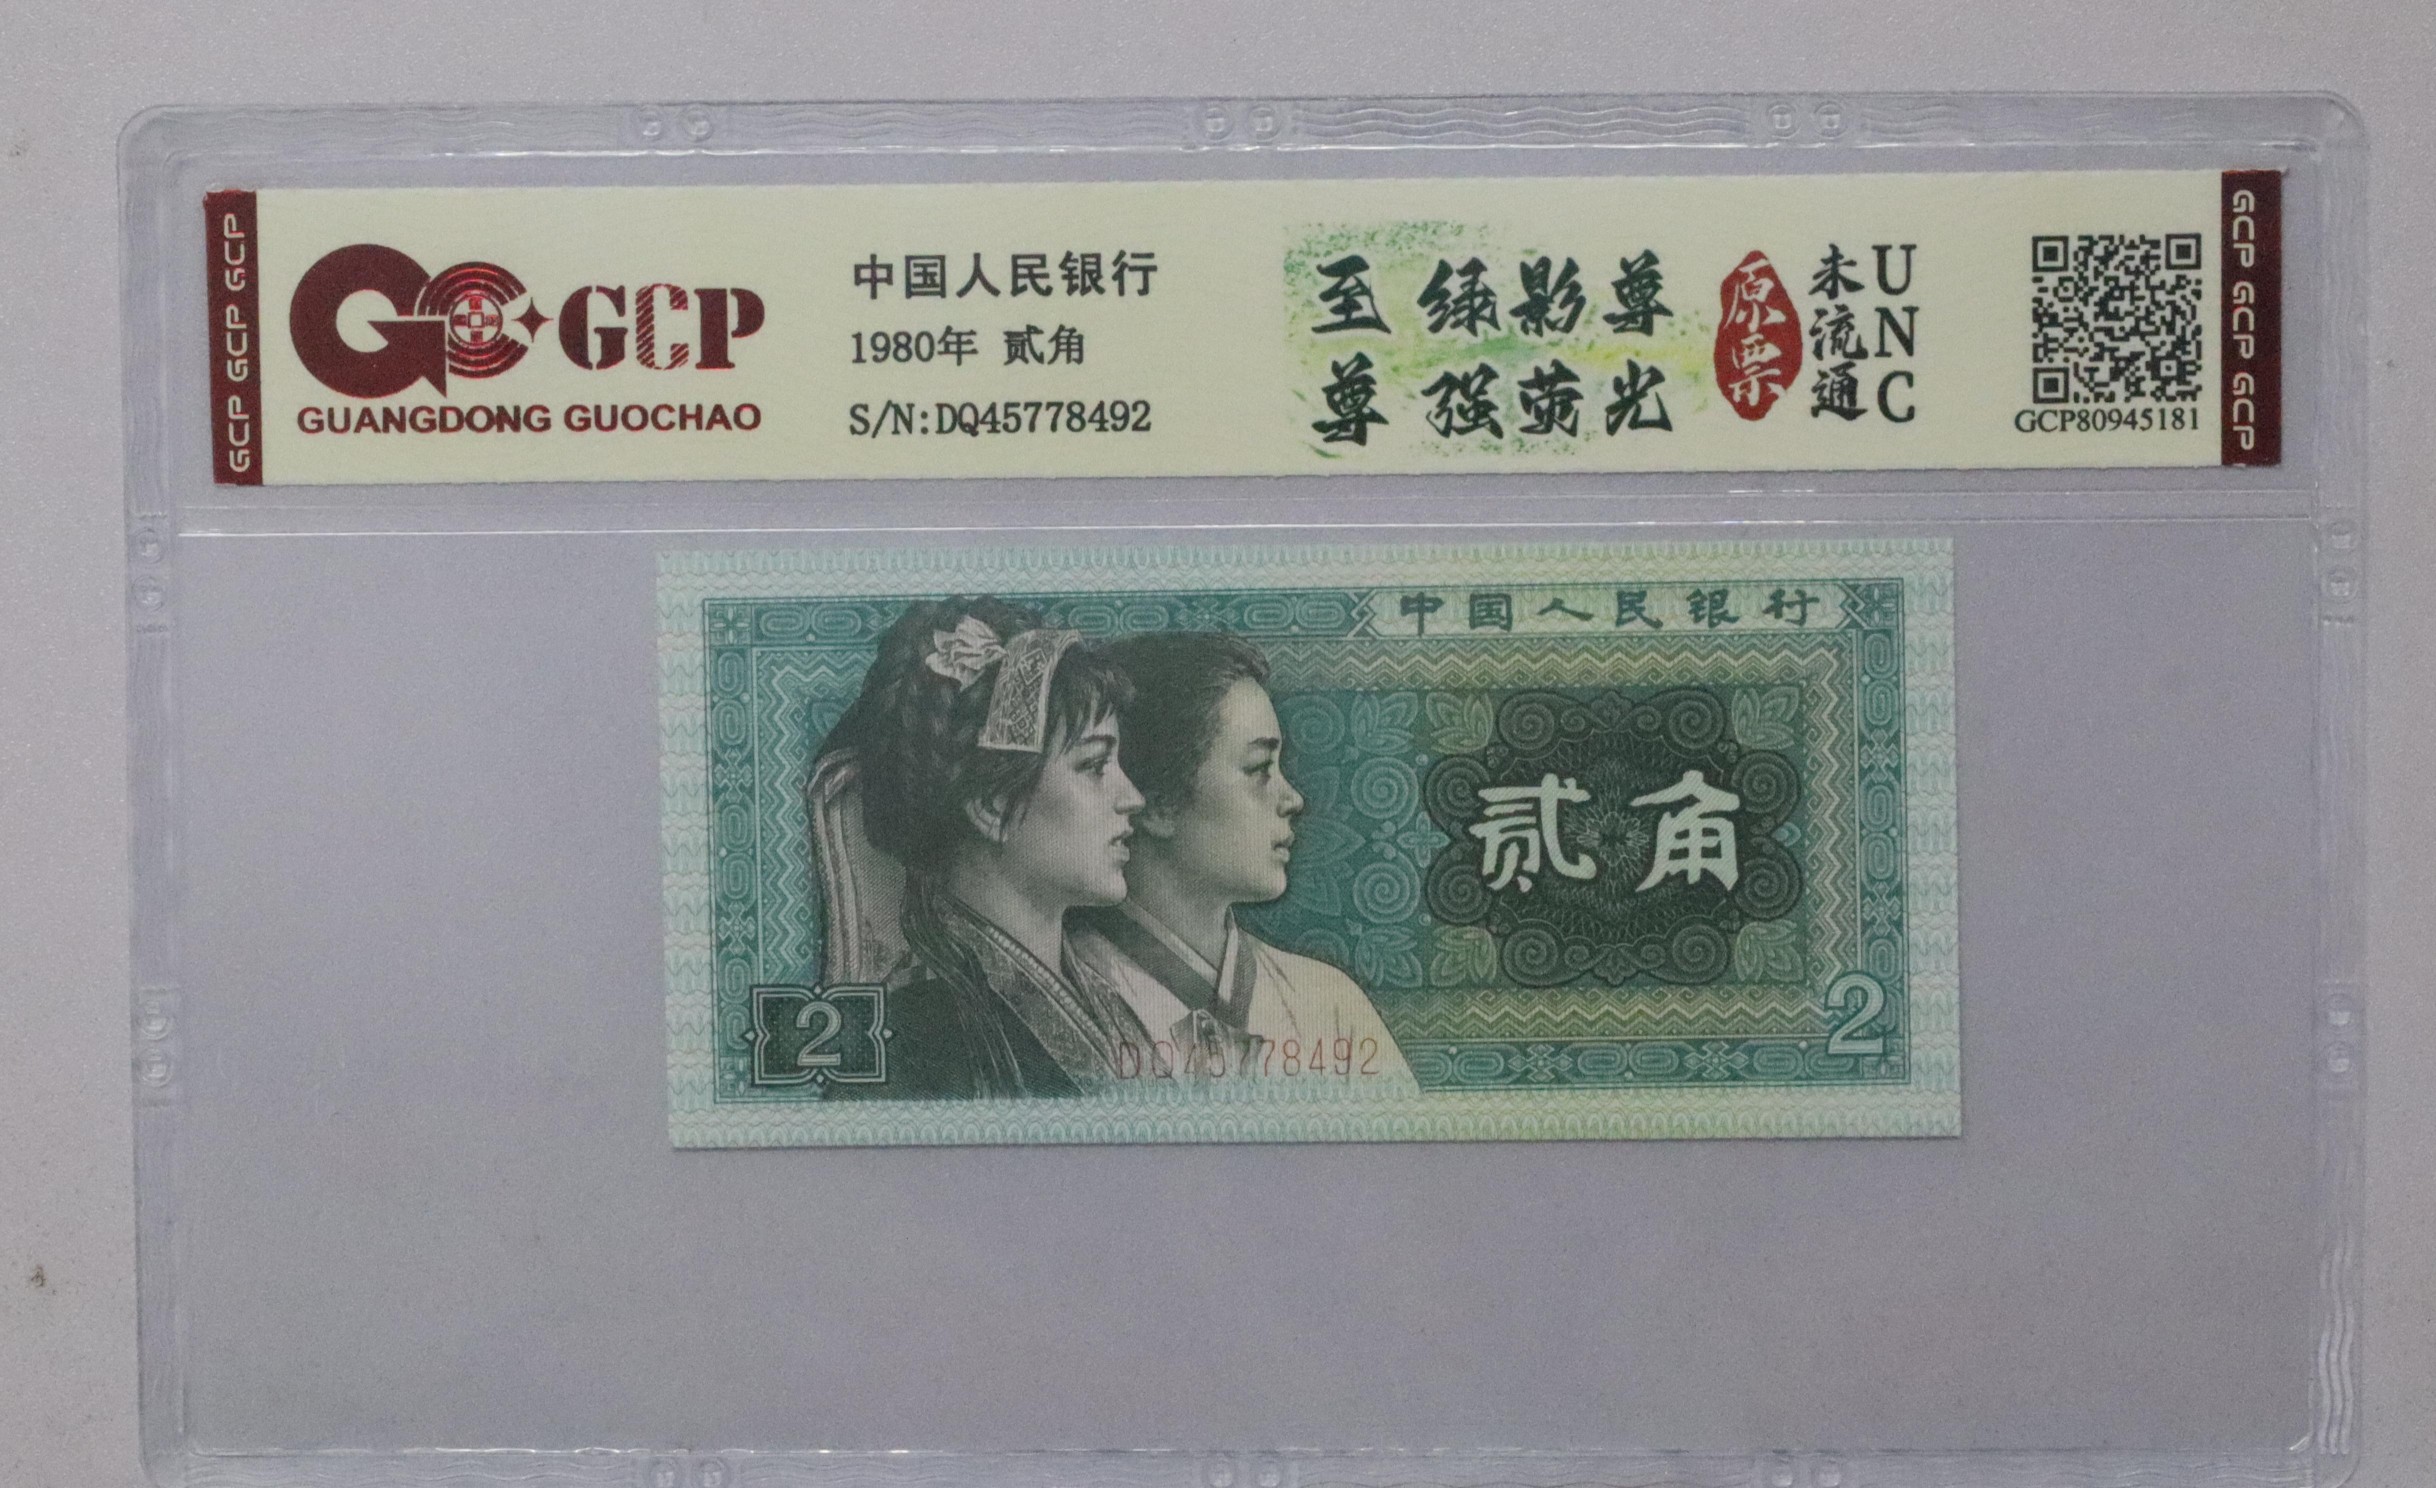 GCP GCP GCP GCP
GCP
GUANGDONG GUOCHAO
中国人民银行
1980年 贰角
S/N:DQ45778492
至尊
绿影尊
强荧光
原票
未流通
UNC
GCP80945181
GCP GCP GCP GCP
中国人民银行
贰角
2
2
DQ45778492